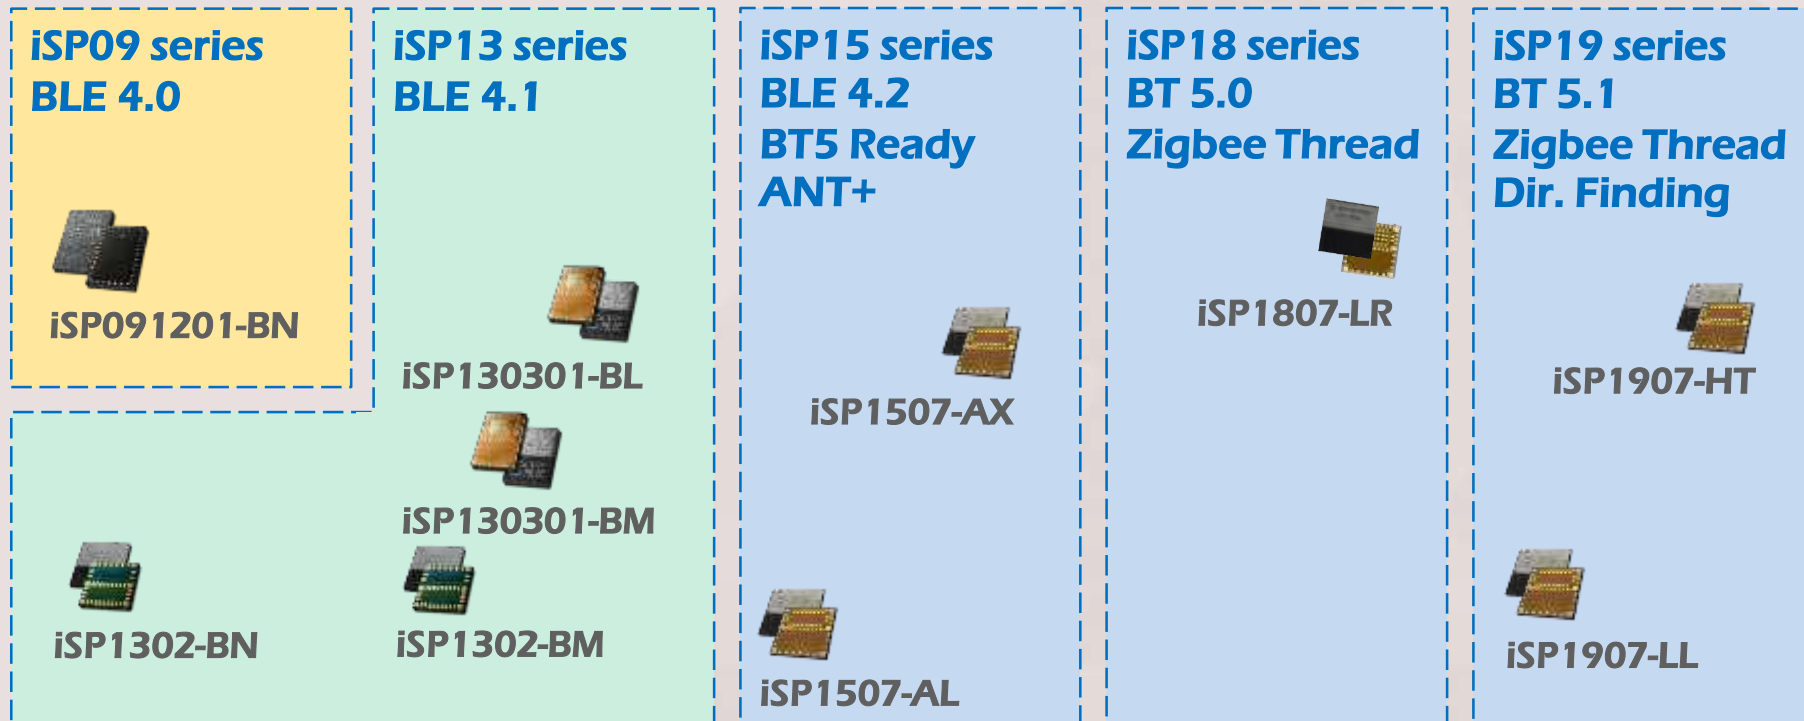 iSP09 series
BLE 4.0
iSP091201-BN
iSP13 series
BLE 4.1
iSP130301-BL
iSP130301-BM
iSP1302-BN
iSP1302-BM
iSP15 series
BLE 4.2
BT5 Ready
ANT+
iSP1507-AX
iSP1507-AL
iSP18 series
BT 5.0
Zigbee Thread
iSP1807-LR
iSP19 series
BT 5.1
Zigbee Thread
Dir. Finding
iSP1907-HT
iSP1907-LL